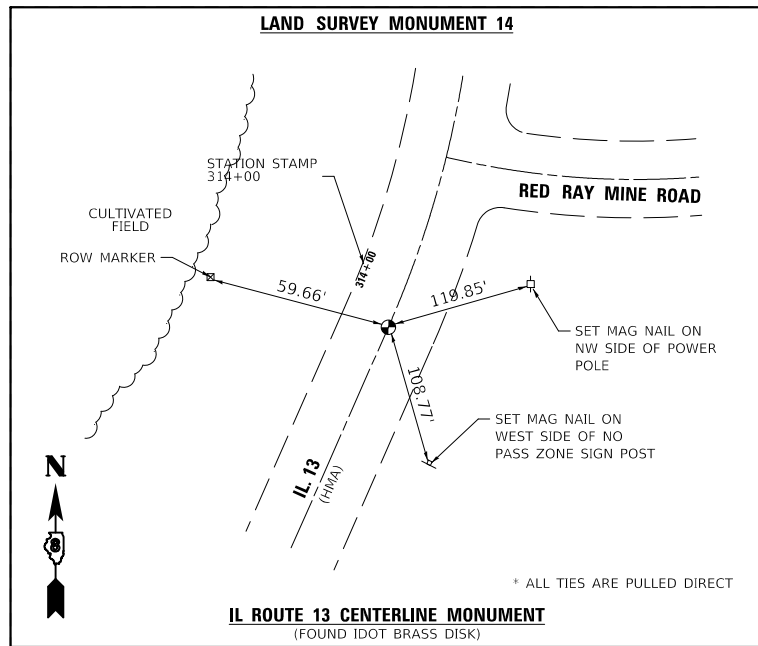 LAND SURVEY MONUMENT 14
STATION STAMP
314+00
RED RAY MINE ROAD
CULTIVATED
FIELD
ROW MARKER
314+00
59.66'
119.85'
SET MAG NAIL ON
NW SIDE OF POWER
POLE
108.77'
SET MAG NAIL ON
WEST SIDE OF NO
PASS ZONE SIGN POST
N
IL. 13
(HMA)
8
* ALL TIES ARE PULLED DIRECT
IL ROUTE 13 CENTERLINE MONUMENT
(FOUND IDOT BRASS DISK)